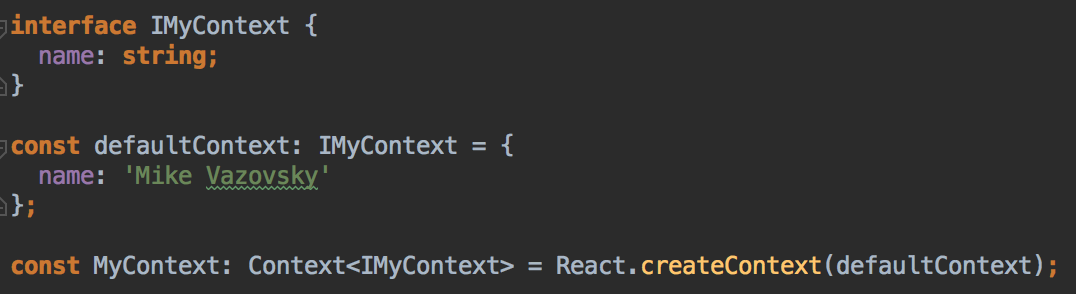 interface IMyContext {
  name: string;
}
const defaultContext: IMyContext = {
  name: 'Mike Vazovsky'
};
const MyContext: Context<IMyContext> = React.createContext(defaultContext);